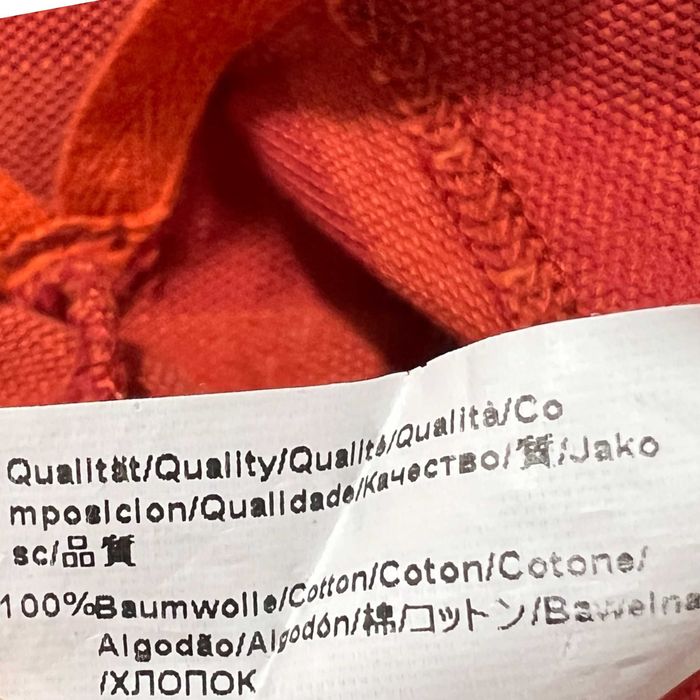 Qualität/Quality/Qualité/Qualità/Co
mposicion/Qualidade/Качество/質/Jako
sc/品質
100%Baumwolle/Cotton/Coton/Cotone/
Algodão/Algodón/棉/コットン/Bawelna
/ХЛОПОК